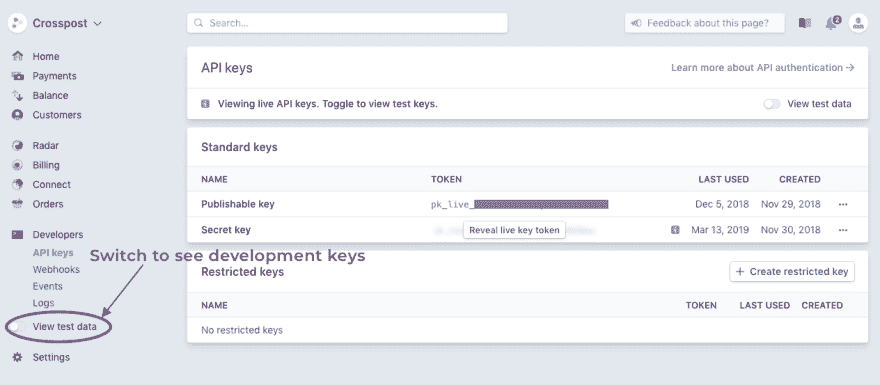 Crosspost
Search...
Feedback about this page?
2
Home
Payments
Balance
Customers
Radar
Billing
Connect
Orders
Developers
API keys
Webhooks
Events
Logs
View test data
Settings
Switch to see development keys
API keys
Learn more about API authentication →
Viewing live API keys. Toggle to view test keys.
View test data
Standard keys
NAME TOKEN LAST USED CREATED
Publishable key pk_live_ Dec 5, 2018 Nov 29, 2018 ...
Secret key Reveal live key token Mar 13, 2019 Nov 30, 2018 ...
Restricted keys
+ Create restricted key
NAME TOKEN LAST USED CREATED
No restricted keys